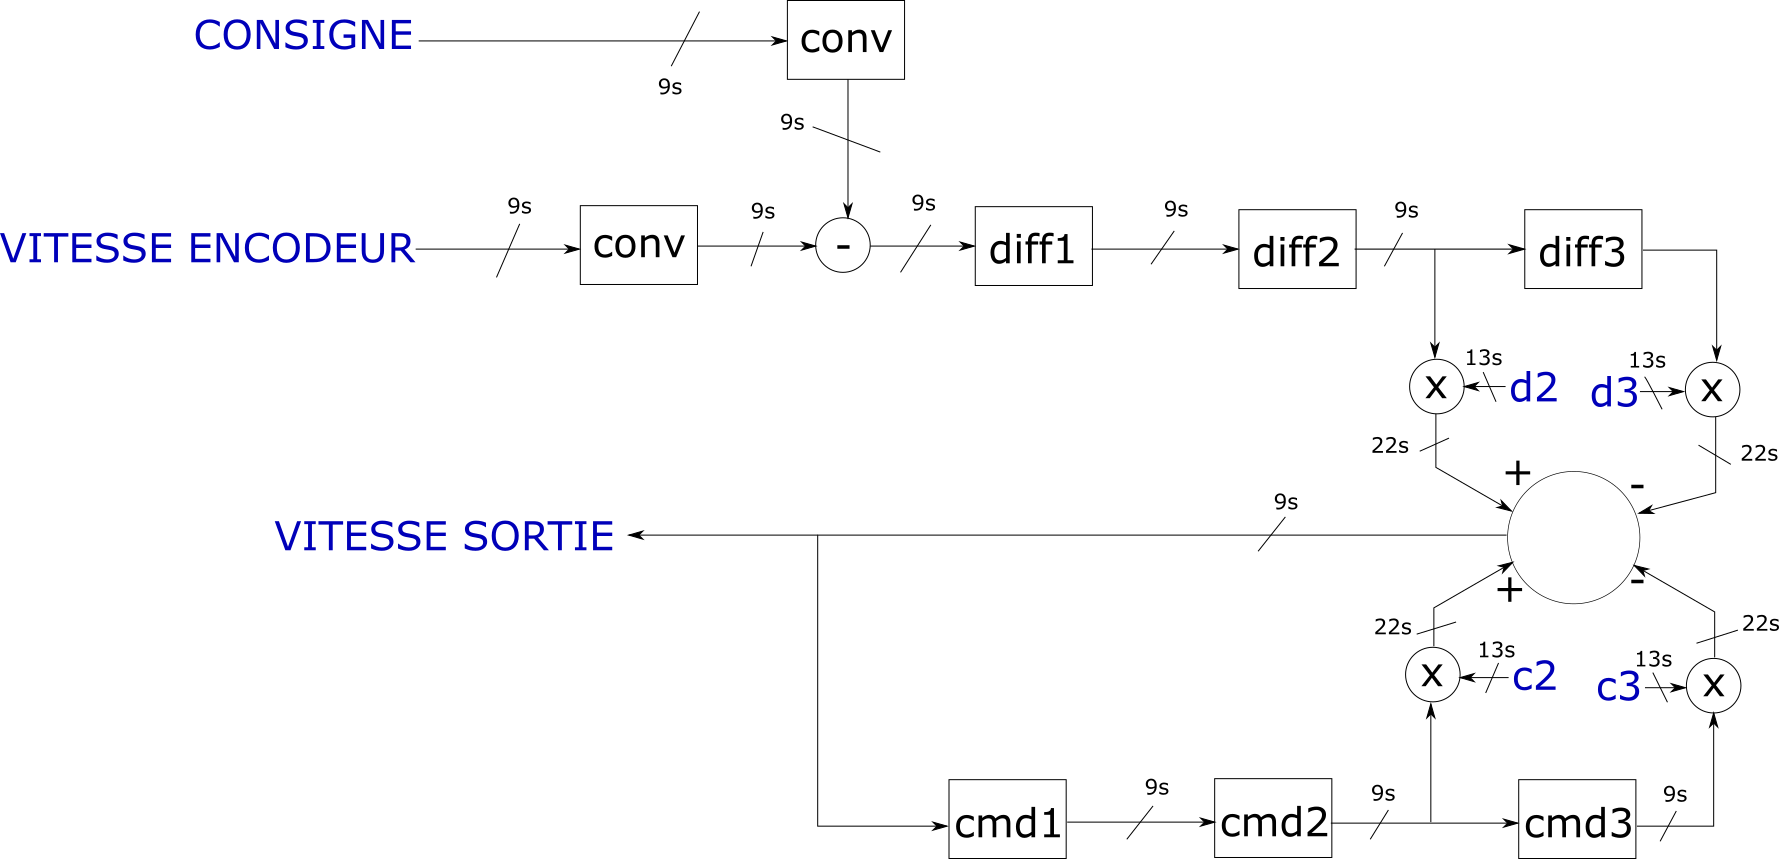 CONSIGNE
conv
9s
9s
VITESSE ENCODEUR
9s
conv
9s
-
9s
diff1
9s
diff2
9s
diff3
x
13s
d2
d3
13s
x
22s
22s
+
-
VITESSE SORTIE
9s
+
-
22s
22s
x
13s
c2
c3
13s
x
cmd1
9s
cmd2
9s
cmd3
9s